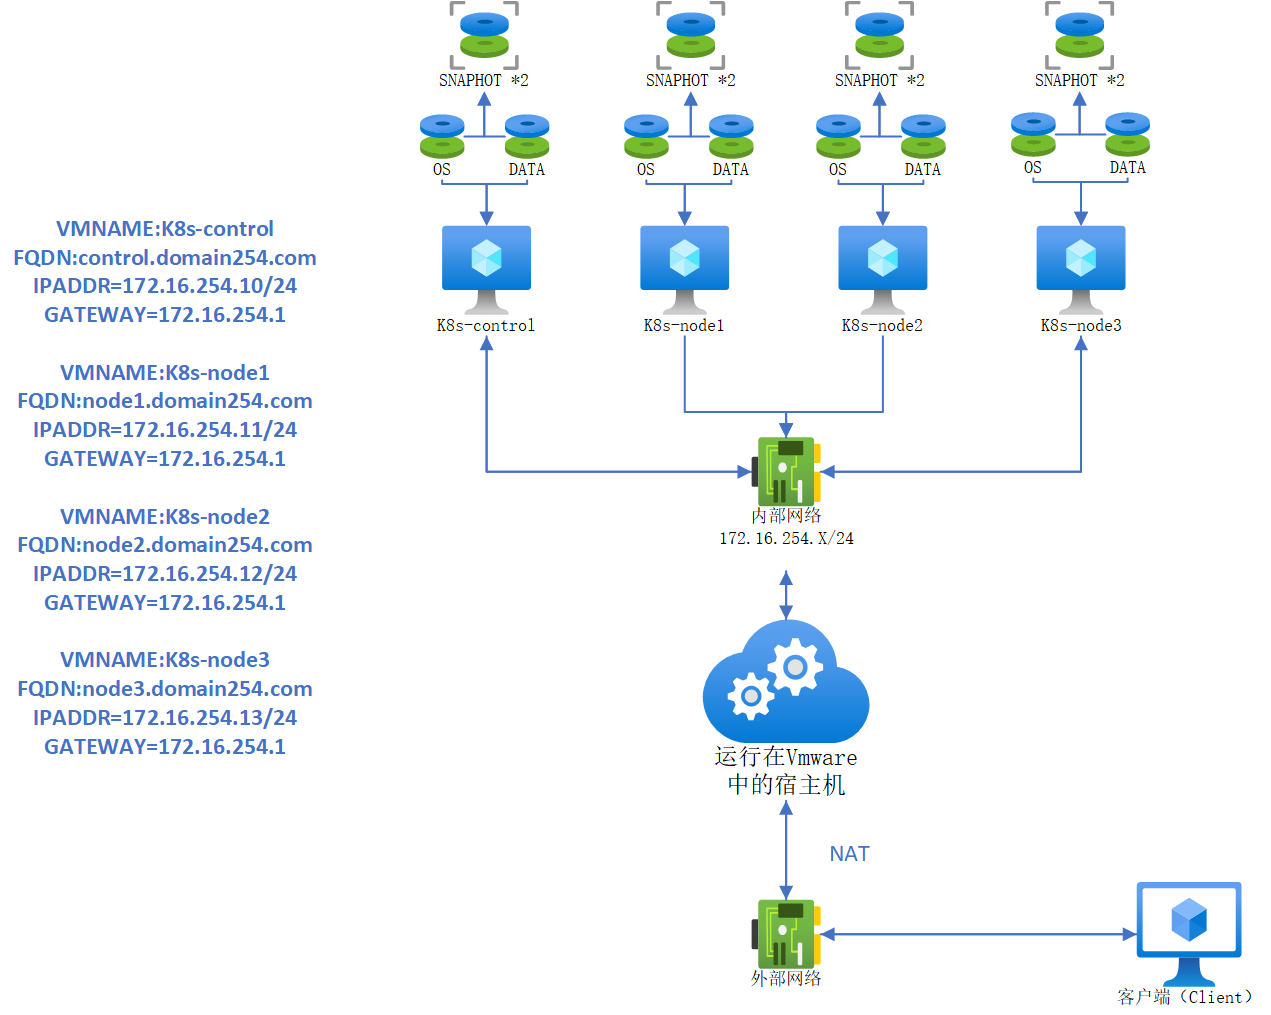 SNAPHOT *2
SNAPHOT *2
SNAPHOT *2
SNAPHOT *2
OS
DATA
OS
DATA
OS
DATA
OS
DATA
K8s-control
K8s-node1
K8s-node2
K8s-node3
VMNAME:K8s-control
FQDN:control.domain254.com
IPADDR=172.16.254.10/24
GATEWAY=172.16.254.1
VMNAME:K8s-node1
FQDN:node1.domain254.com
IPADDR=172.16.254.11/24
GATEWAY=172.16.254.1
VMNAME:K8s-node2
FQDN:node2.domain254.com
IPADDR=172.16.254.12/24
GATEWAY=172.16.254.1
VMNAME:K8s-node3
FQDN:node3.domain254.com
IPADDR=172.16.254.13/24
GATEWAY=172.16.254.1
内部网络
172.16.254.X/24
运行在Vmware
中的宿主机
NAT
外部网络
客户端（Client）